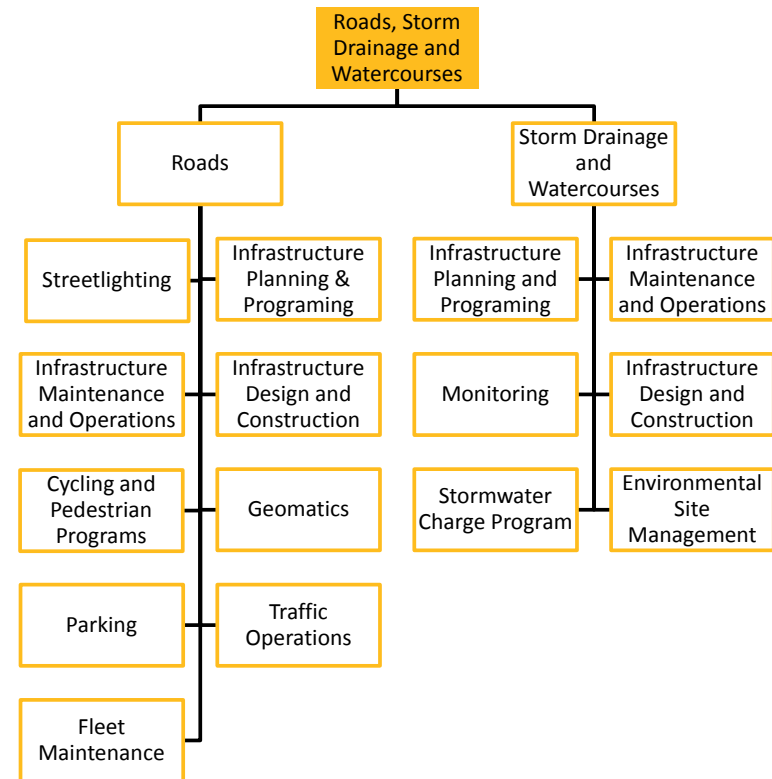 Roads, Storm
Drainage and
Watercourses
Roads
Storm Drainage
and
Watercourses
Streetlighting
Infrastructure
Planning &
Programing
Infrastructure
Planning and
Programing
Infrastructure
Maintenance
and Operations
Infrastructure
Maintenance
and Operations
Infrastructure
Design and
Construction
Monitoring
Infrastructure
Design and
Construction
Cycling and
Pedestrian
Programs
Geomatics
Stormwater
Charge Program
Environmental
Site
Management
Parking
Traffic
Operations
Fleet
Maintenance